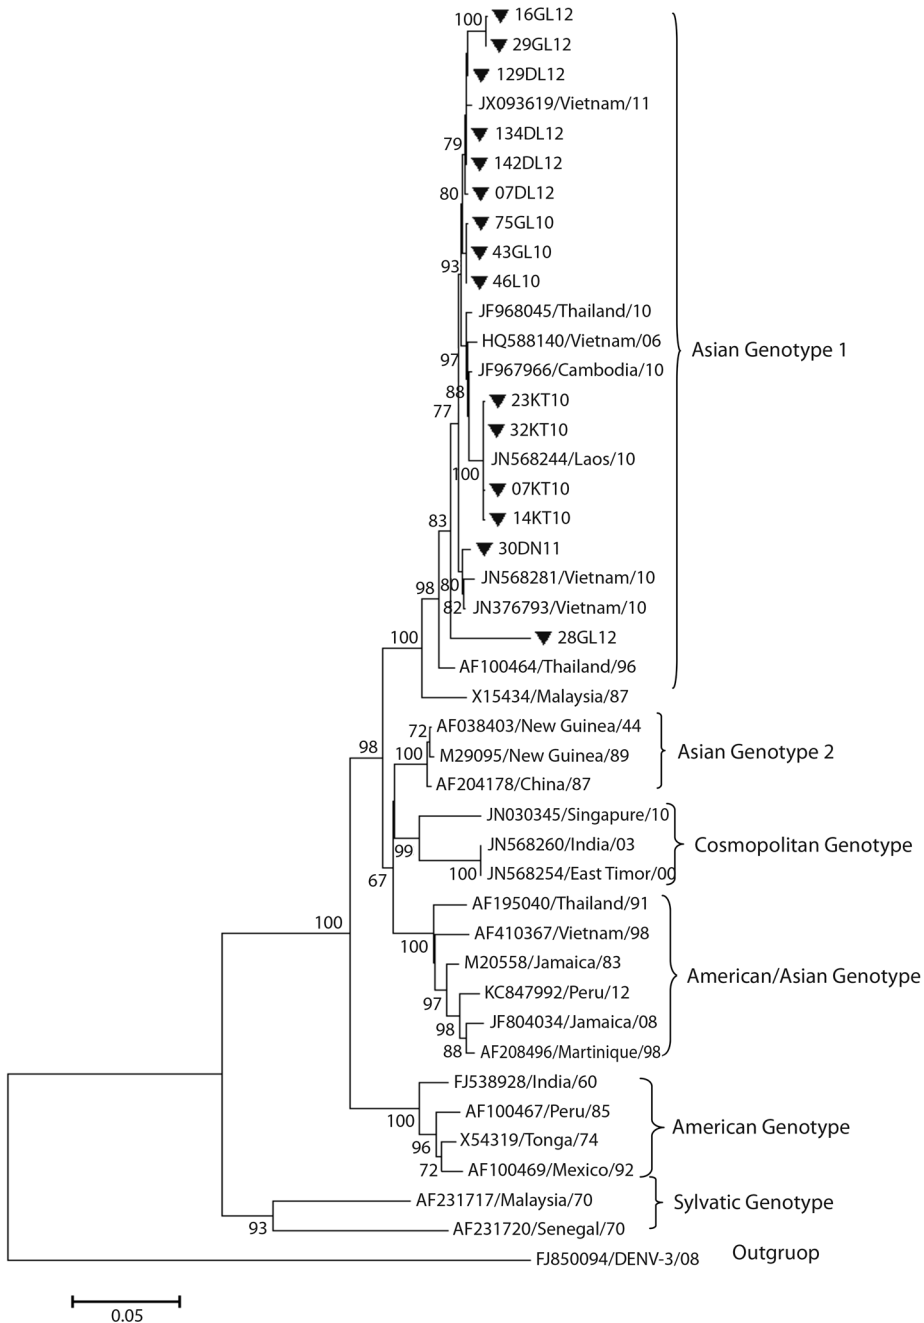 100
16GL12
29GL12
129DL12
JX093619/Vietnam/11
134DL12
79
142DL12
80
07DL12
75GL10
43GL10
93
46L10
JF968045/Thailand/10
HQ588140/Vietnam/06
Asian Genotype 1
97
JF967966/Cambodia/10
88
23KT10
77
32KT10
JN568244/Laos/10
100
07KT10
14KT10
83
30DN11
JN568281/Vietnam/10
98
80
82
JN376793/Vietnam/10
100
28GL12
AF100464/Thailand/96
X15434/Malaysia/87
72
AF038403/New Guinea/44
98
100
M29095/New Guinea/89
Asian Genotype 2
AF204178/China/87
JN030345/Singapure/10
JN568260/India/03
Cosmopolitan Genotype
99
100
JN568254/East Timor/00
67
AF195040/Thailand/91
100
AF410367/Vietnam/98
100
M20558/Jamaica/83
American/Asian Genotype
KC847992/Peru/12
97
JF804034/Jamaica/08
98
88
AF208496/Martinique/98
FJ538928/India/60
100
AF100467/Peru/85
American Genotype
X54319/Tonga/74
96
72
AF100469/Mexico/92
AF231717/Malaysia/70
Sylvatic Genotype
93
AF231720/Senegal/70
FJ850094/DENV-3/08
Outgruop
0.05